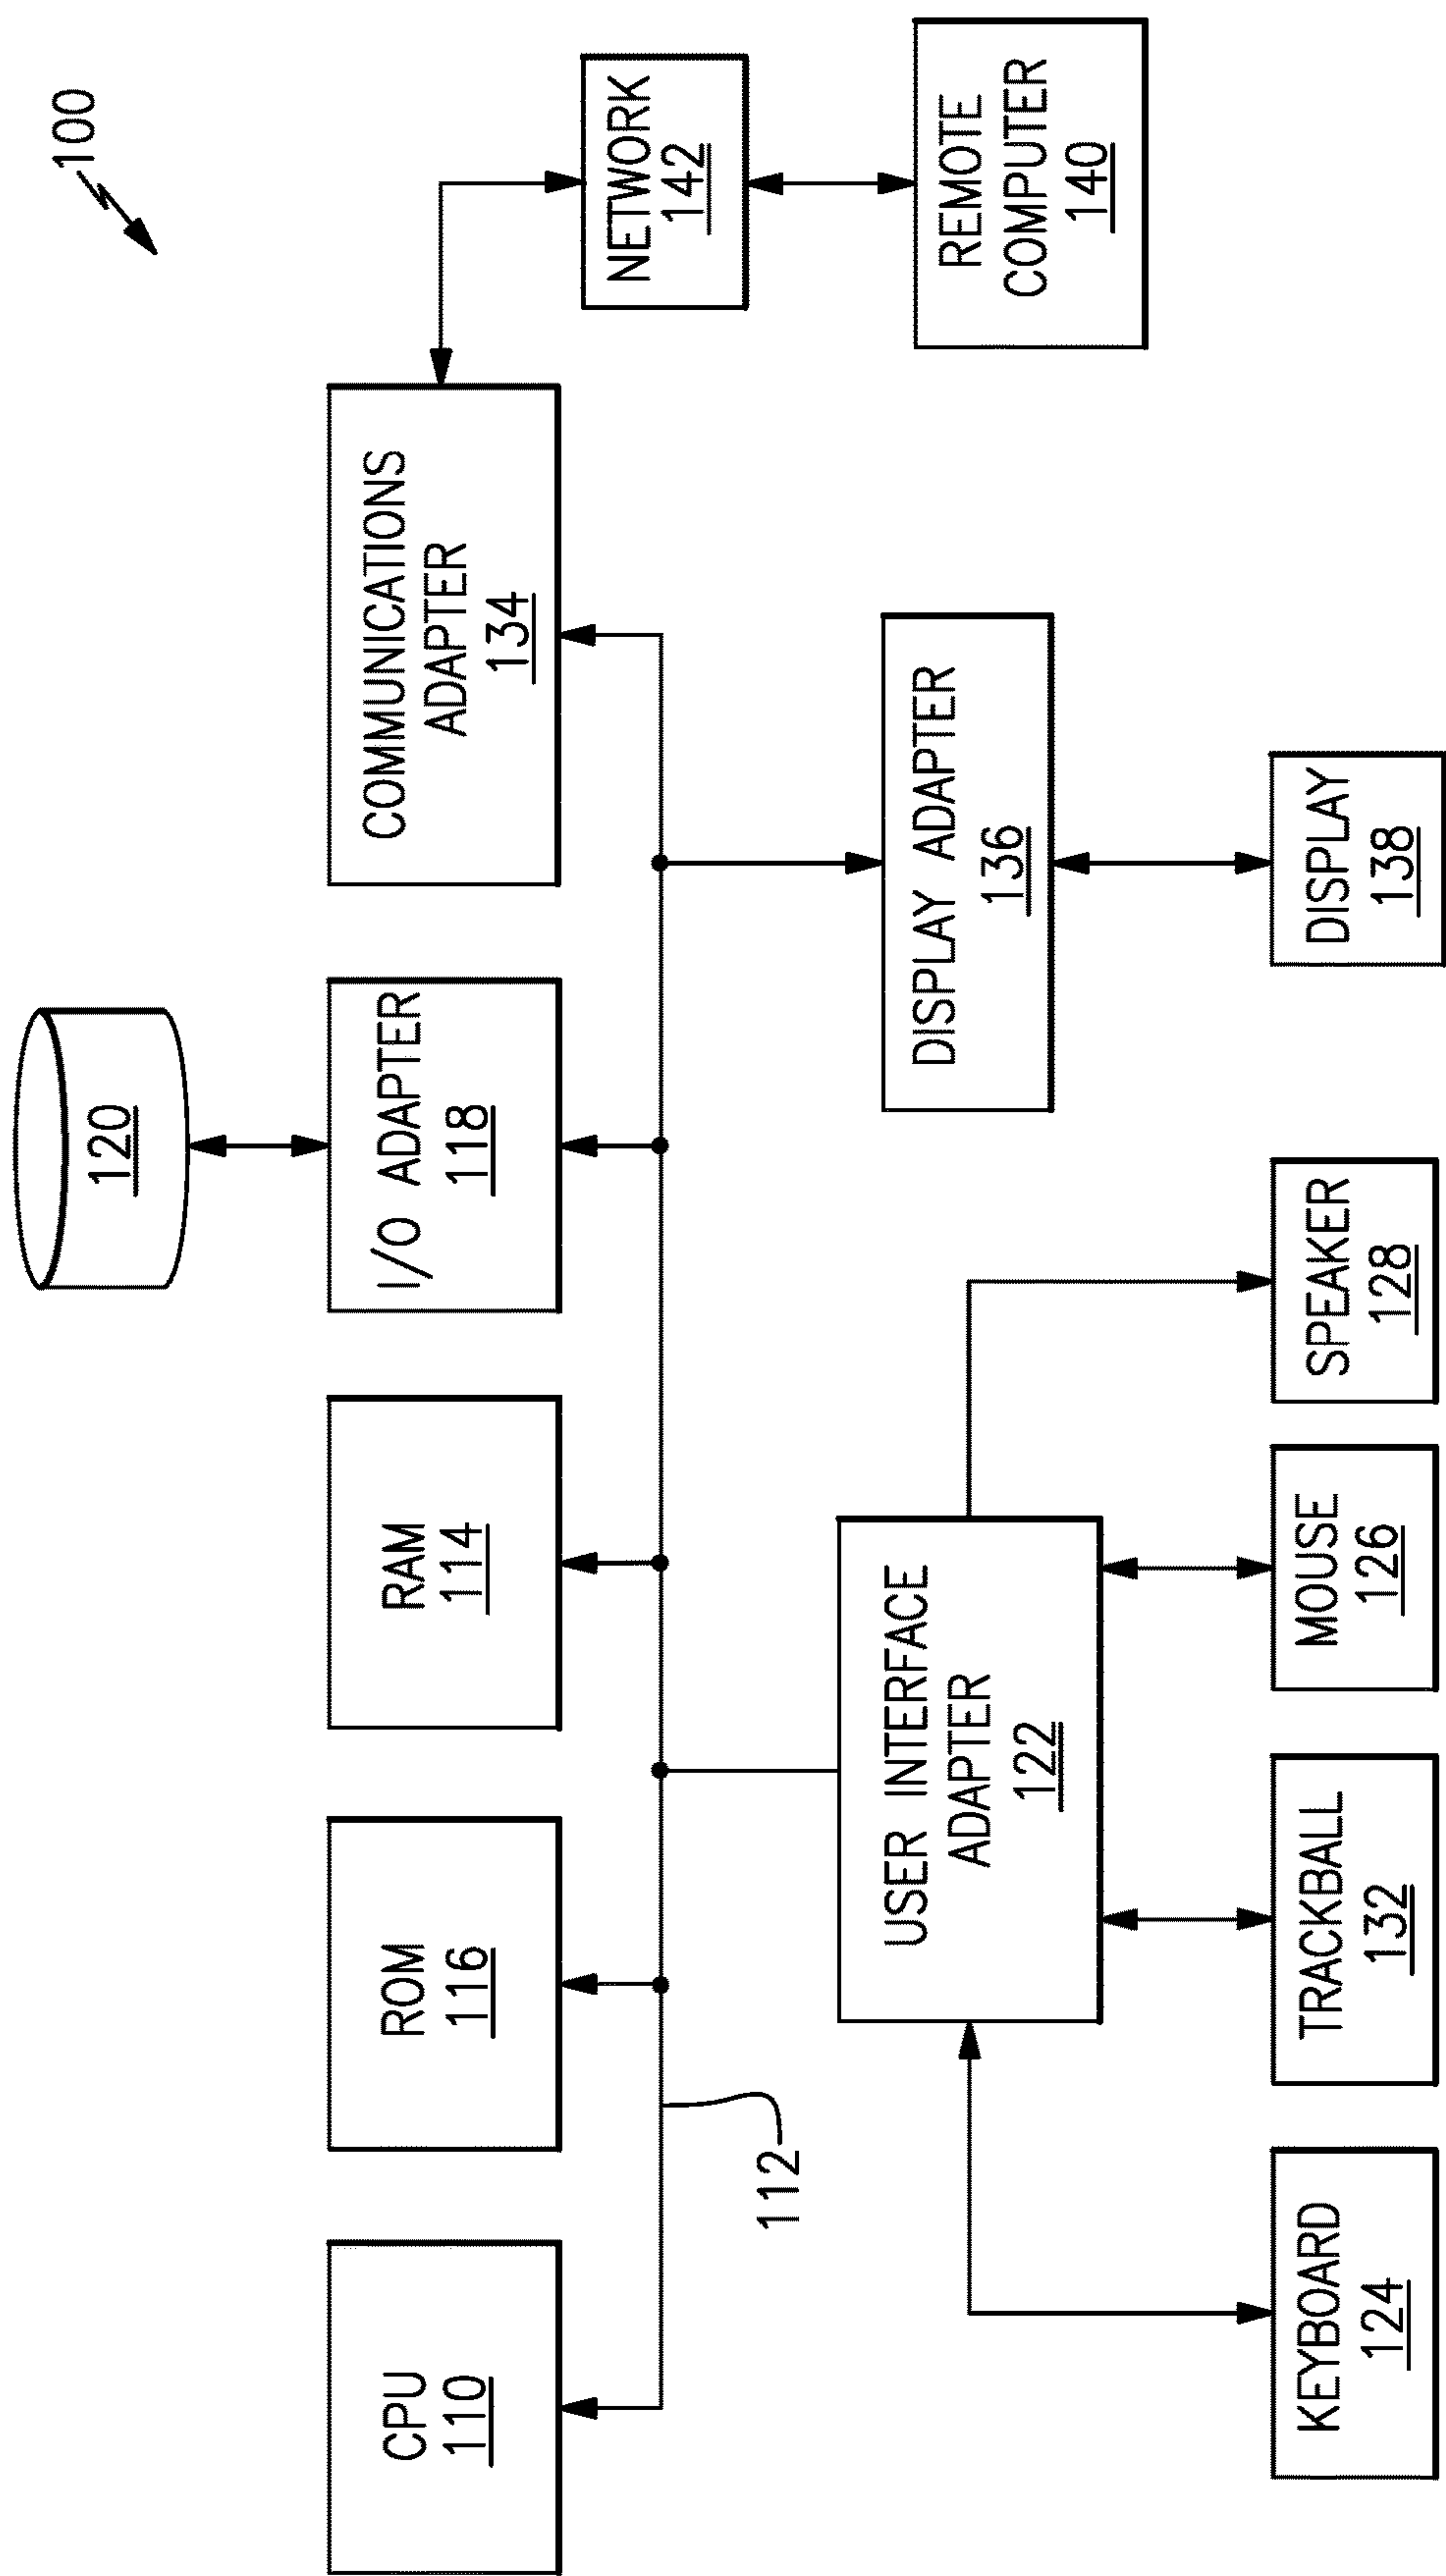 100
120
CPU
110
ROM
116
RAM
114
I/O ADAPTER
118
COMMUNICATIONS
ADAPTER
134
NETWORK
142
REMOTE
COMPUTER
140
112
USER INTERFACE
ADAPTER
122
DISPLAY ADAPTER
136
KEYBOARD
124
TRACKBALL
132
MOUSE
126
SPEAKER
128
DISPLAY
138